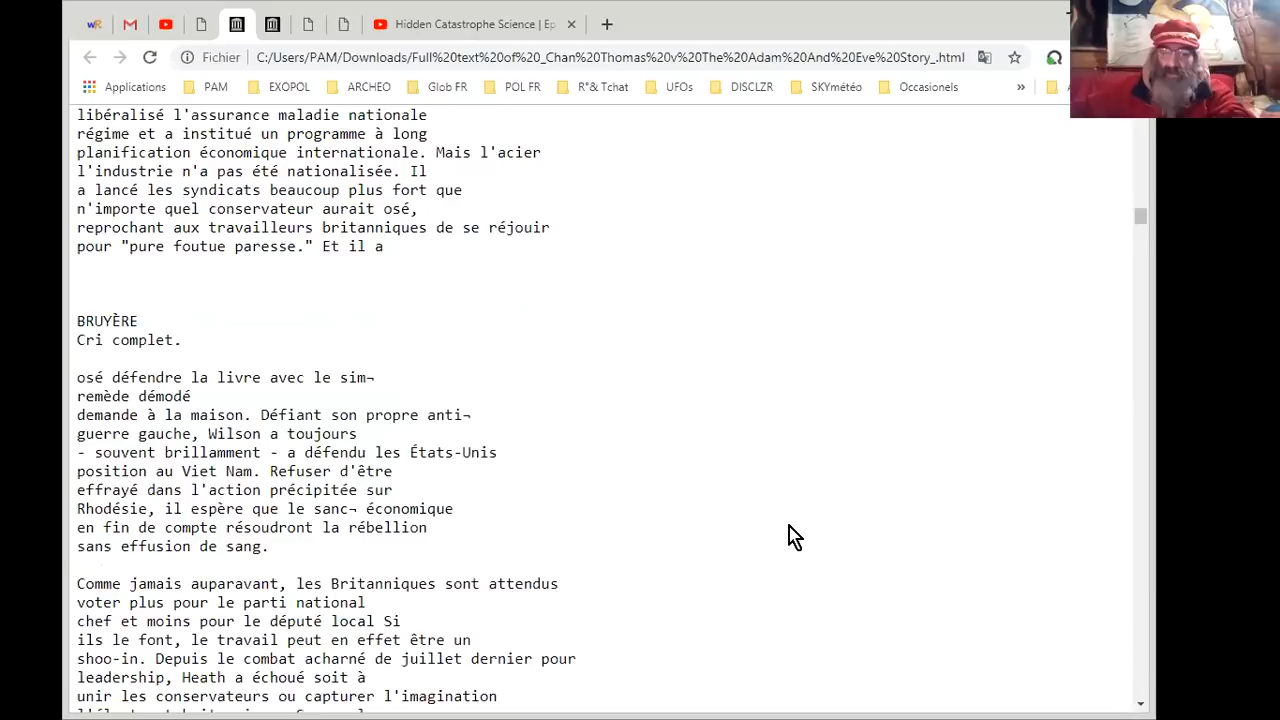 Hidden Catastrophe Science | Ep
Fichier
C:/Users/PAM/Downloads/Full%20text%20of%20_Chan%20Thomas%20v%20The%20Adam%20And%20Eve%20Story_.html
Applications PAM EXOPOL ARCHEO Glob FR POL FR R°& Tchat UFOs DISCLZR SKYmétéo Occasionels » A
libéralisé l'assurance maladie nationale
régime et a institué un programme à long
planification économique internationale. Mais l'acier
l'industrie n'a pas été nationalisée. Il
a lancé les syndicats beaucoup plus fort que
n'importe quel conservateur aurait osé,
reprochant aux travailleurs britanniques de se réjouir
pour "pure foutue paresse." Et il a
BRUYÈRE
Cri complet.
osé défendre la livre avec le sim¬
remède démodé
demande à la maison. Défiant son propre anti¬
guerre gauche, Wilson a toujours
- souvent brillamment - a défendu les États-Unis
position au Viet Nam. Refuser d'être
effrayé dans l'action précipitée sur
Rhodésie, il espère que le sanc¬ économique
en fin de compte résoudront la rébellion
sans effusion de sang.
Comme jamais auparavant, les Britanniques sont attendus
voter plus pour le parti national
chef et moins pour le député local Si
ils le font, le travail peut en effet être un
shoo-in. Depuis le combat acharné de juillet dernier pour
leadership, Heath a échoué soit à
unir les conservateurs ou capturer l'imagination